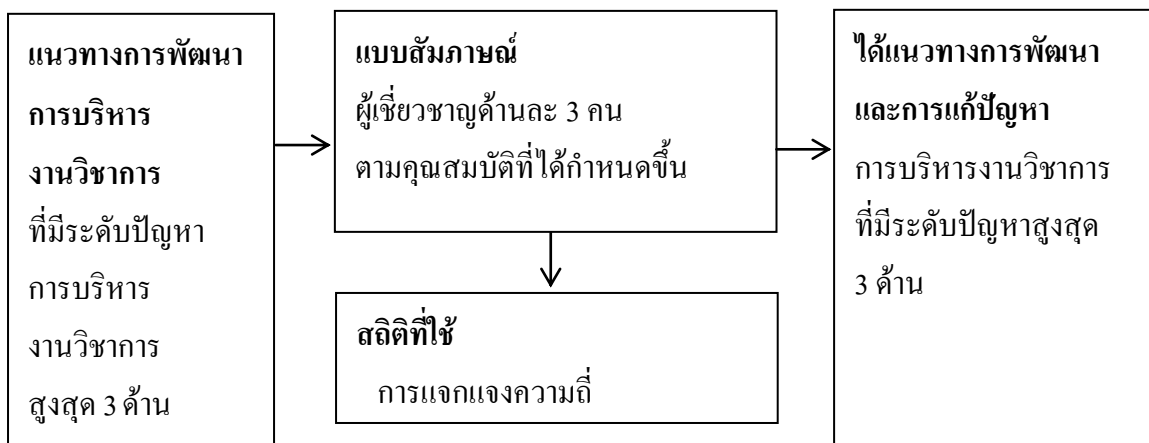 แนวทางการพัฒนา
การบริหาร
งานวิชาการ
ที่มีระดับปัญหา
การบริหาร
งานวิชาการ
สูงสุด 3 ด้าน
แบบสัมภาษณ์
ผู้เชี่ยวชาญด้านละ 3 คน
ตามคุณสมบัติที่ได้กำหนดขึ้น
สถิติที่ใช้
การแจกแจงความถี่
ได้แนวทางการพัฒนา
และการแก้ปัญหา
การบริหารงานวิชาการ
ที่มีระดับปัญหาสูงสุด
3 ด้าน